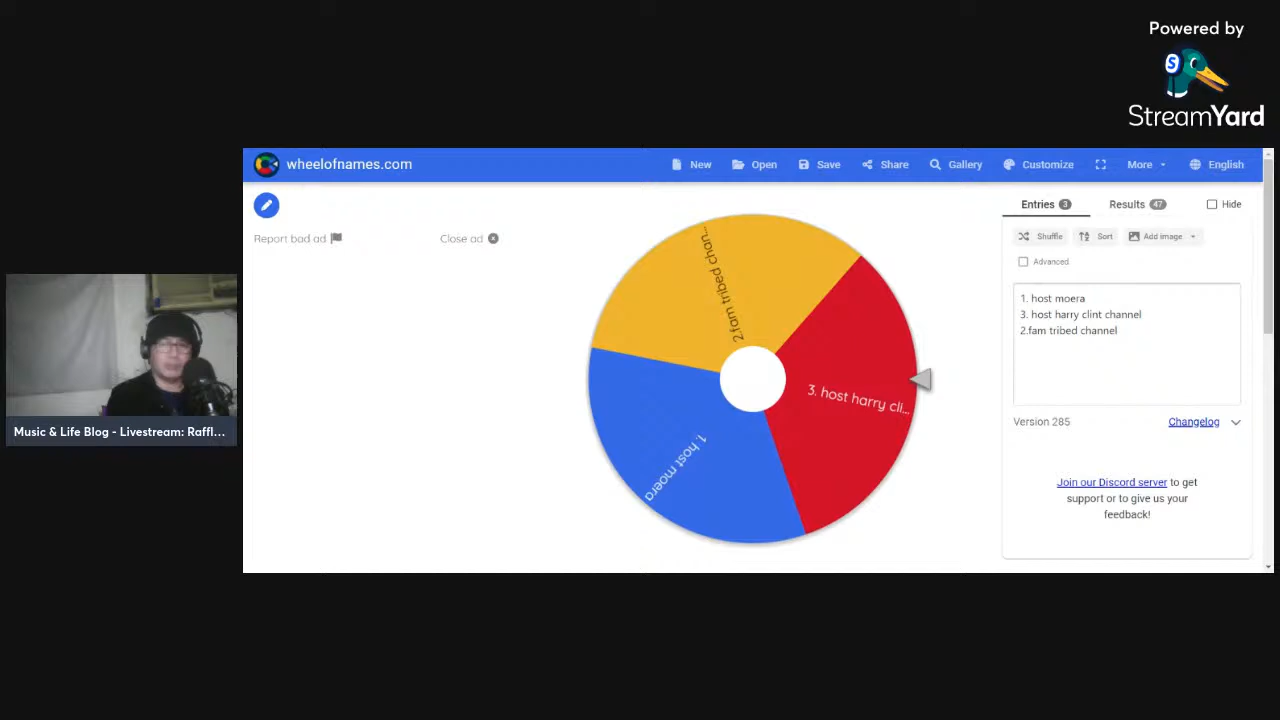 Powered by
StreamYard
wheelofnames.com
New
Open
Save
Share
Gallery
Customize
More
English
Report bad ad
Close ad
Entries 3
Results 47
Hide
Shuffle
Sort
Add image
Advanced
1. host moera
3. host harry clint channel
2.fam tribed channel
2.fam tribed chan...
3. host harry cli...
1. host moera
Version 285
Changelog
Join our Discord server to get
support or to give us your
feedback!
Music & Life Blog - Livestream: Raffl...